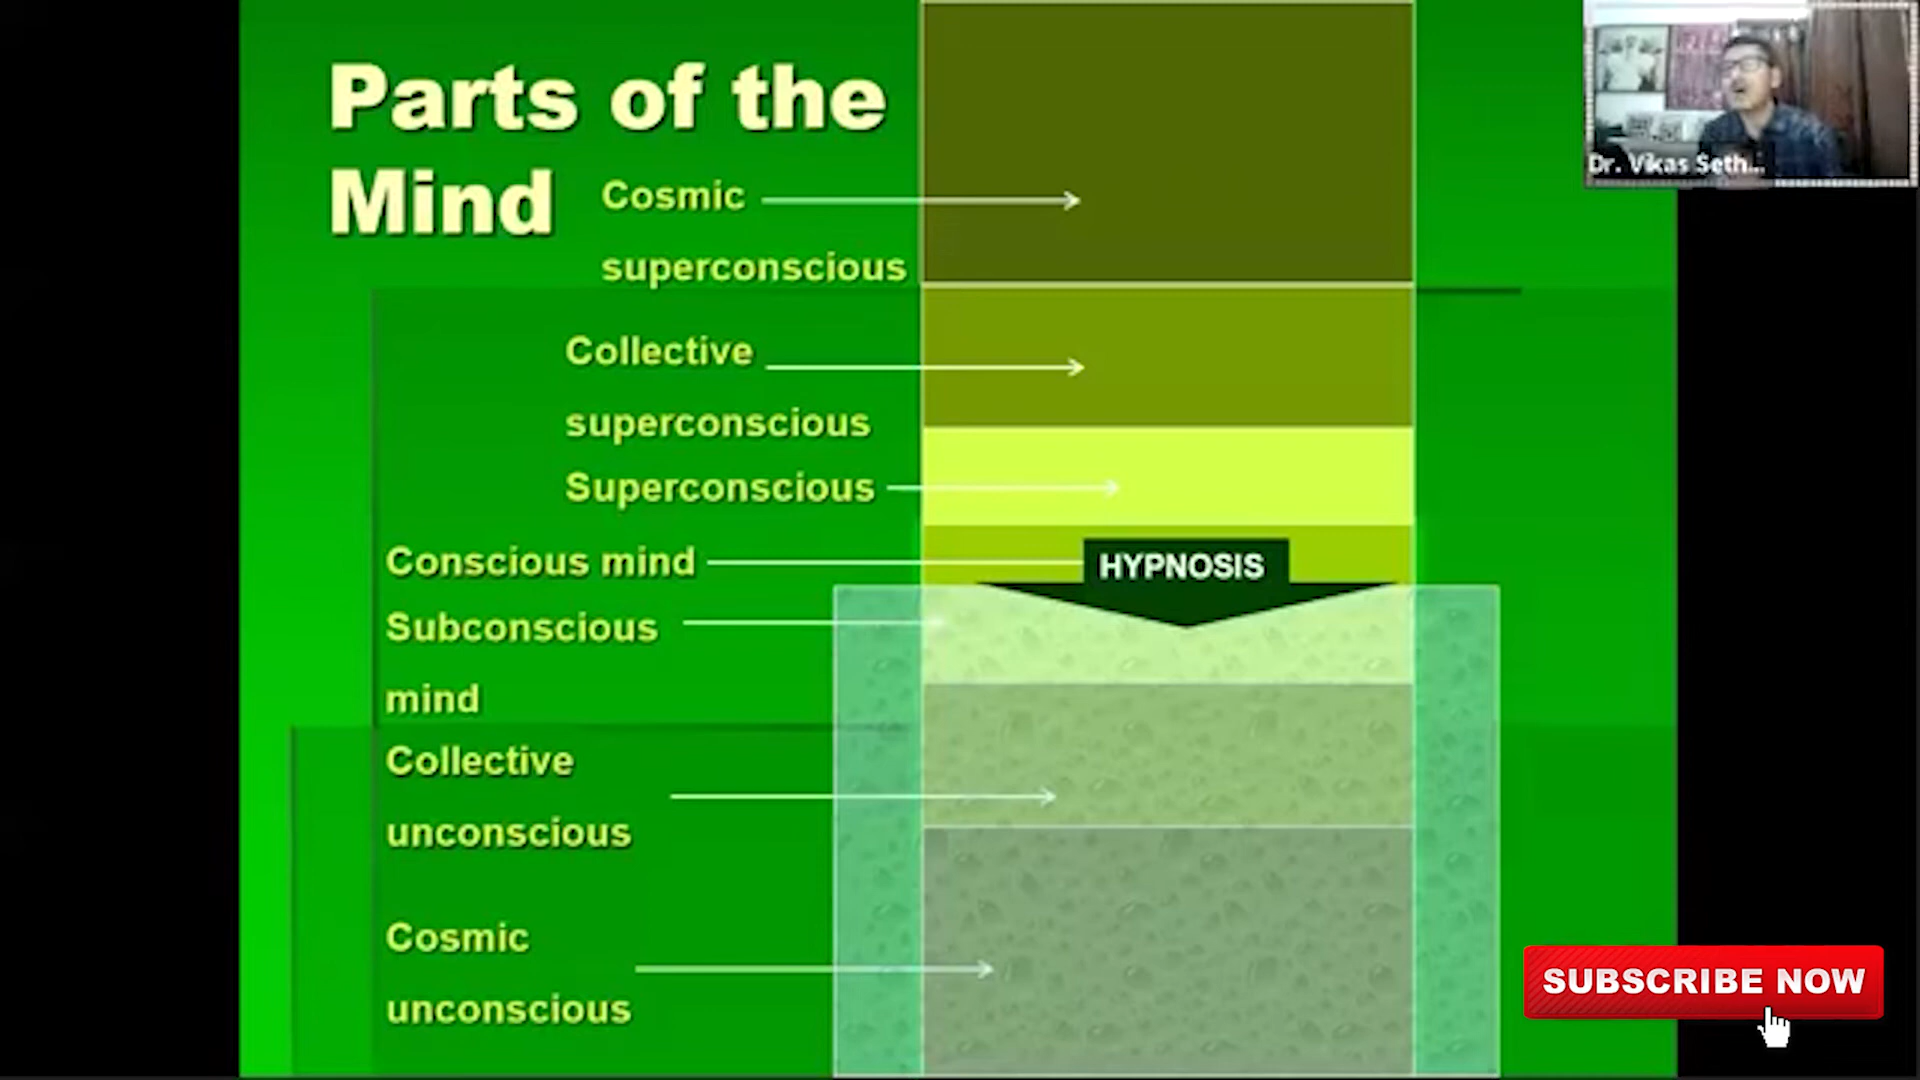 Parts of the
Mind
Cosmic
superconscious
Collective
superconscious
Superconscious
Conscious mind
HYPNOSIS
Subconscious
mind
Collective
unconscious
Cosmic
unconscious
Dr. Vikas Seth...
SUBSCRIBE NOW